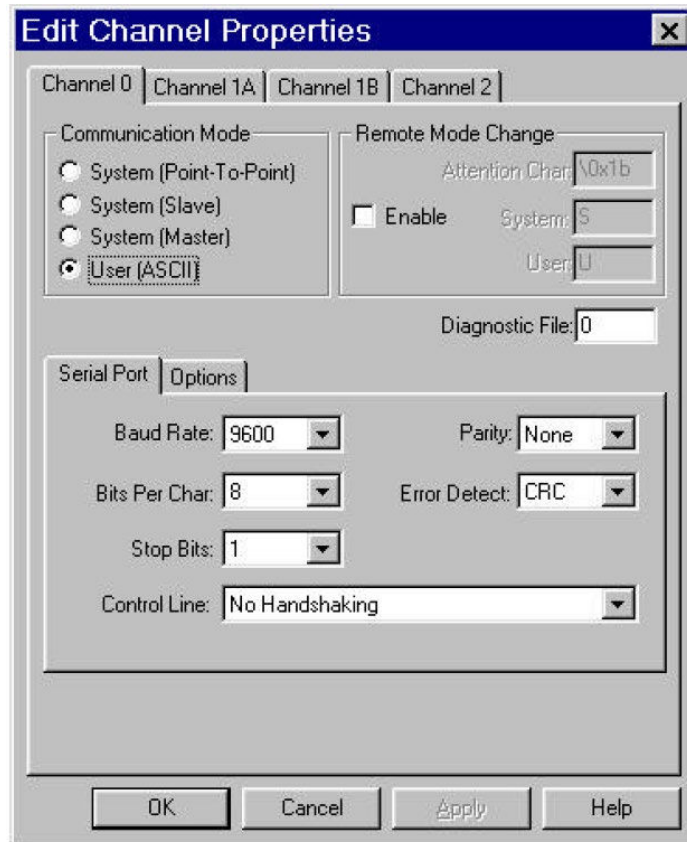 Edit Channel Properties
Channel 0 Channel 1A Channel 1B Channel 2
Communication Mode
System (Point-To-Point)
System (Slave)
System (Master)
User (ASCII)
Remote Mode Change
Attention Char: \0x1b
Enable
System: S
User: U
Diagnostic File: 0
Serial Port Options
Baud Rate: 9600
Parity: None
Bits Per Char: 8
Error Detect: CRC
Stop Bits: 1
Control Line: No Handshaking
OK Cancel Apply Help